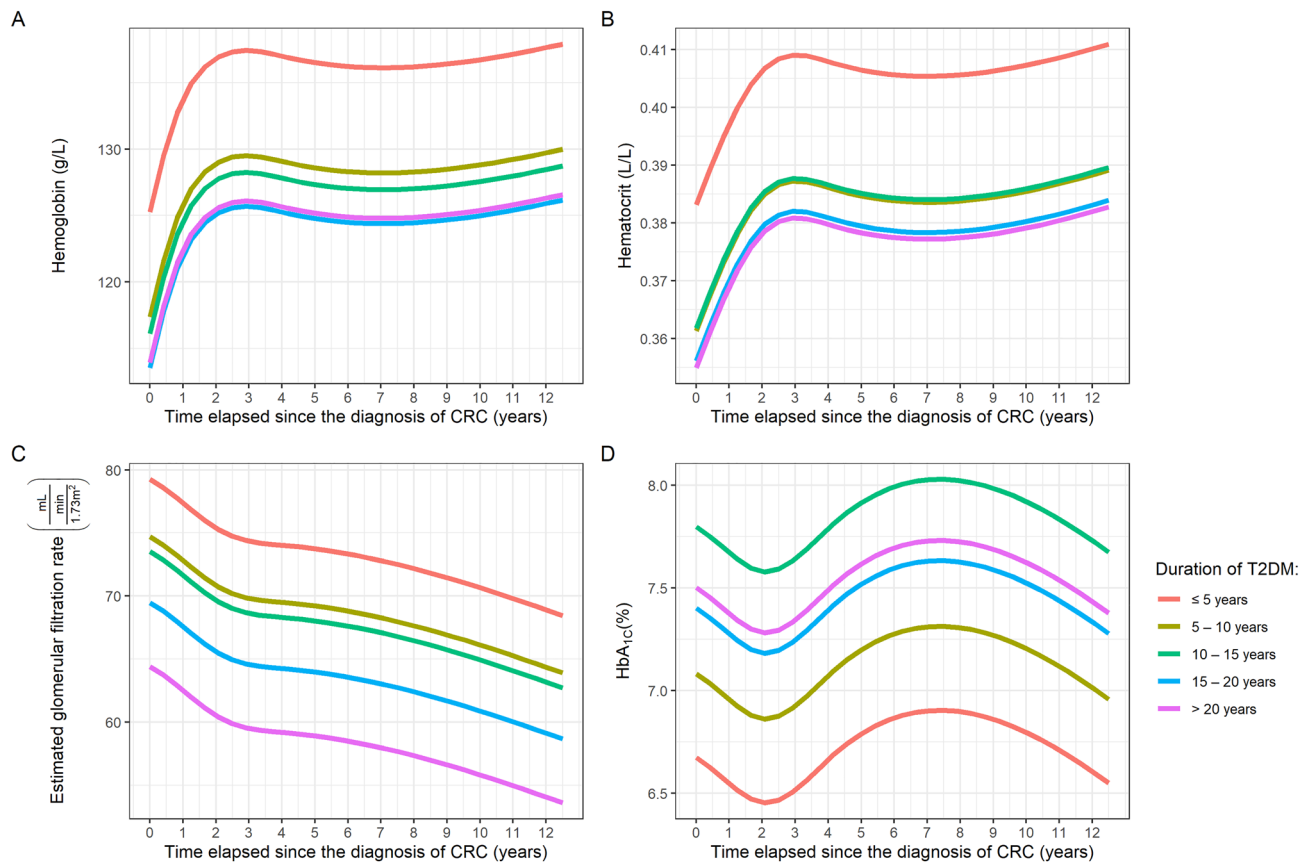 A
Hemoglobin (g/L)
130
120
0 1 2 3 4 5 6 7 8 9 10 11 12
Time elapsed since the diagnosis of CRC (years)
B
Hematocrit (L/L)
0.41
0.40
0.39
0.38
0.37
0.36
0 1 2 3 4 5 6 7 8 9 10 11 12
Time elapsed since the diagnosis of CRC (years)
C
Estimated glomerular filtration rate (mL/min/1.73m²)
80
70
60
0 1 2 3 4 5 6 7 8 9 10 11 12
Time elapsed since the diagnosis of CRC (years)
D
HbA₁C(%)
8.0
7.5
7.0
6.5
0 1 2 3 4 5 6 7 8 9 10 11 12
Time elapsed since the diagnosis of CRC (years)
Duration of T2DM:
≤ 5 years
5 – 10 years
10 – 15 years
15 – 20 years
> 20 years